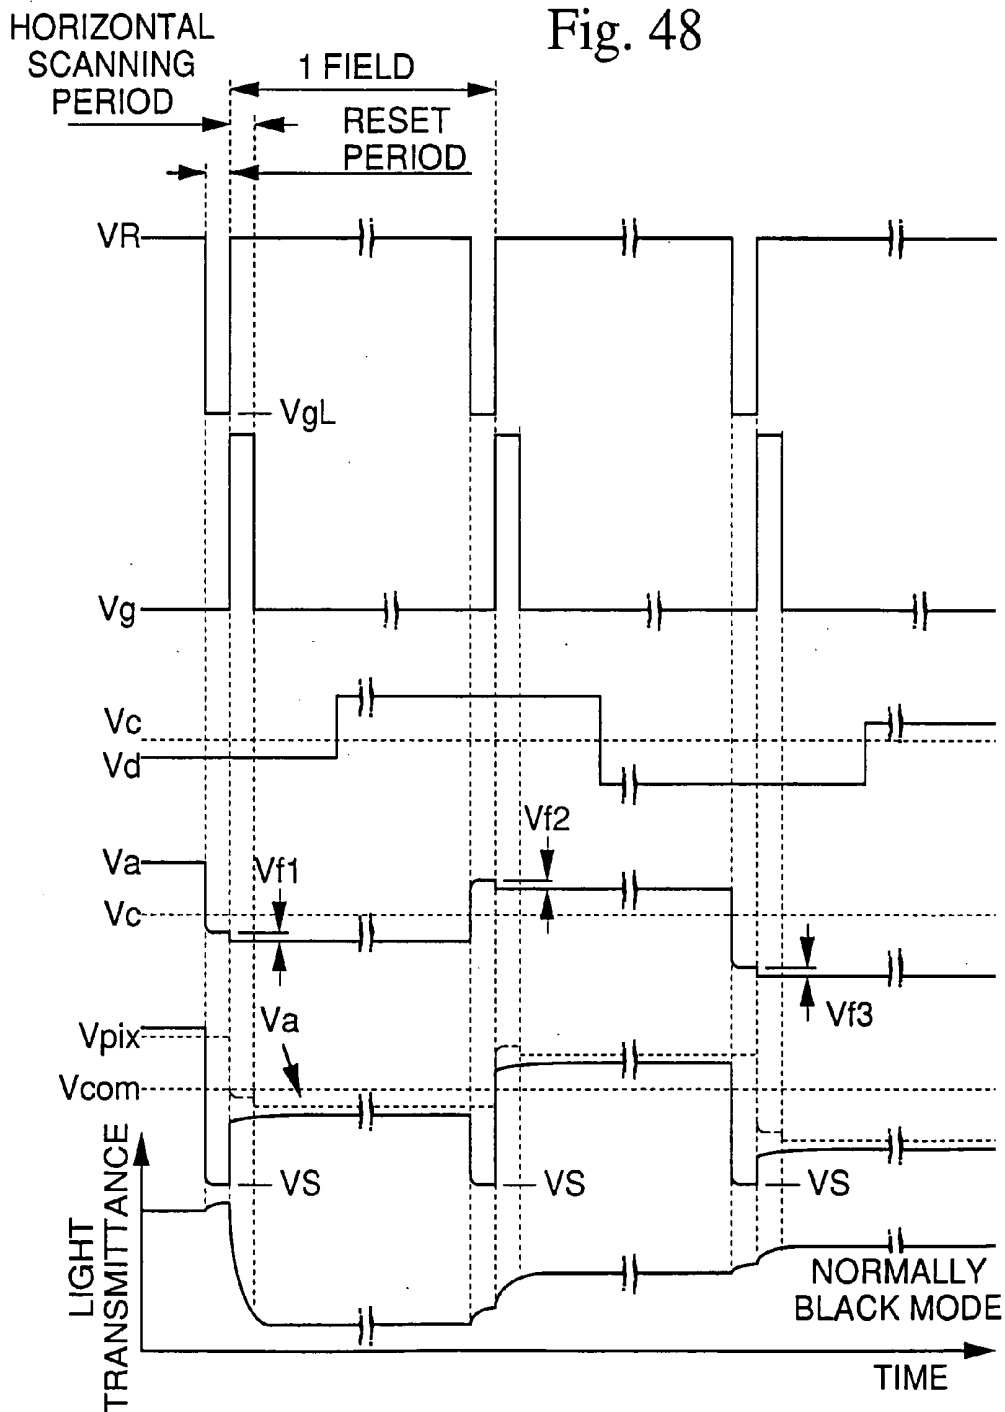 Fig. 48
HORIZONTAL
SCANNING
PERIOD
1 FIELD
RESET
PERIOD
VR
VgL
Vg
Vc
Vd
Vf2
Va
Vf1
Vc
Vf3
Va
Vpix
Vcom
VS
VS
VS
LIGHT
TRANSMITTANCE
NORMALLY
BLACK MODE
TIME